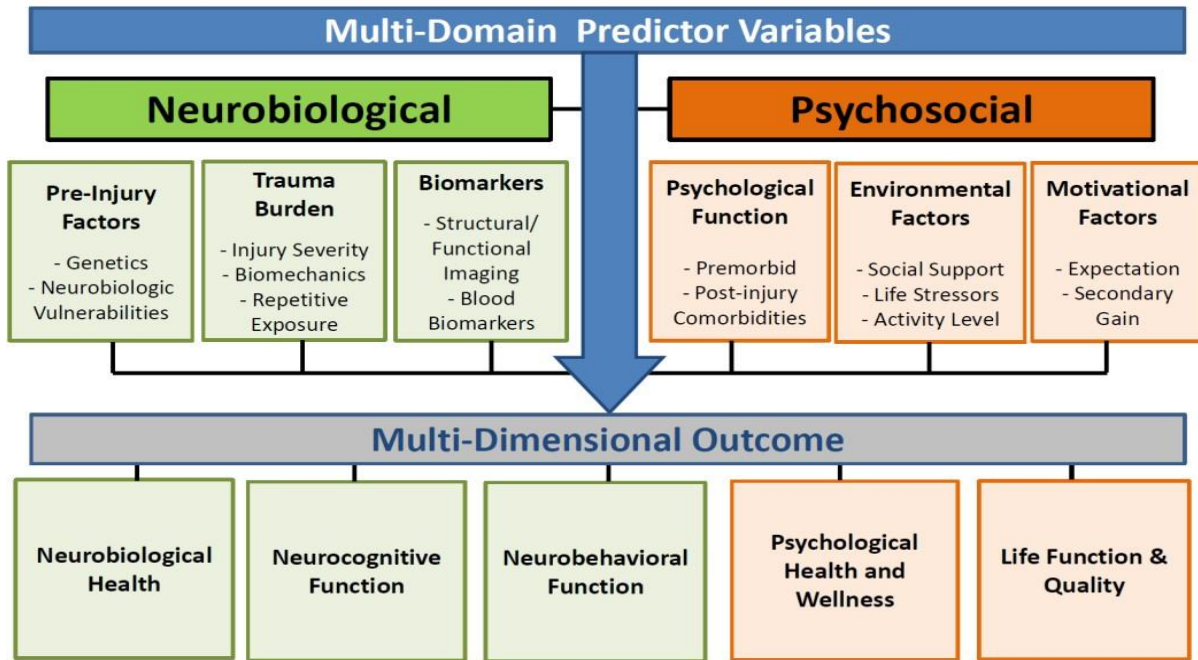 Multi-Domain  Predictor Variables
Neurobiological
Psychosocial
Pre-Injury
Factors
- Genetics
- Neurobiologic
Vulnerabilities
Trauma
Burden
- Injury Severity
- Biomechanics
- Repetitive
Exposure
Biomarkers
- Structural/
Functional
Imaging
- Blood
Biomarkers
Psychological
Function
- Premorbid
- Post-injury
Comorbidities
Environmental
Factors
- Social Support
- Life Stressors
- Activity Level
Motivational
Factors
- Expectation
- Secondary
Gain
Multi-Dimensional Outcome
Neurobiological
Health
Neurocognitive
Function
Neurobehavioral
Function
Psychological
Health and
Wellness
Life Function &
Quality